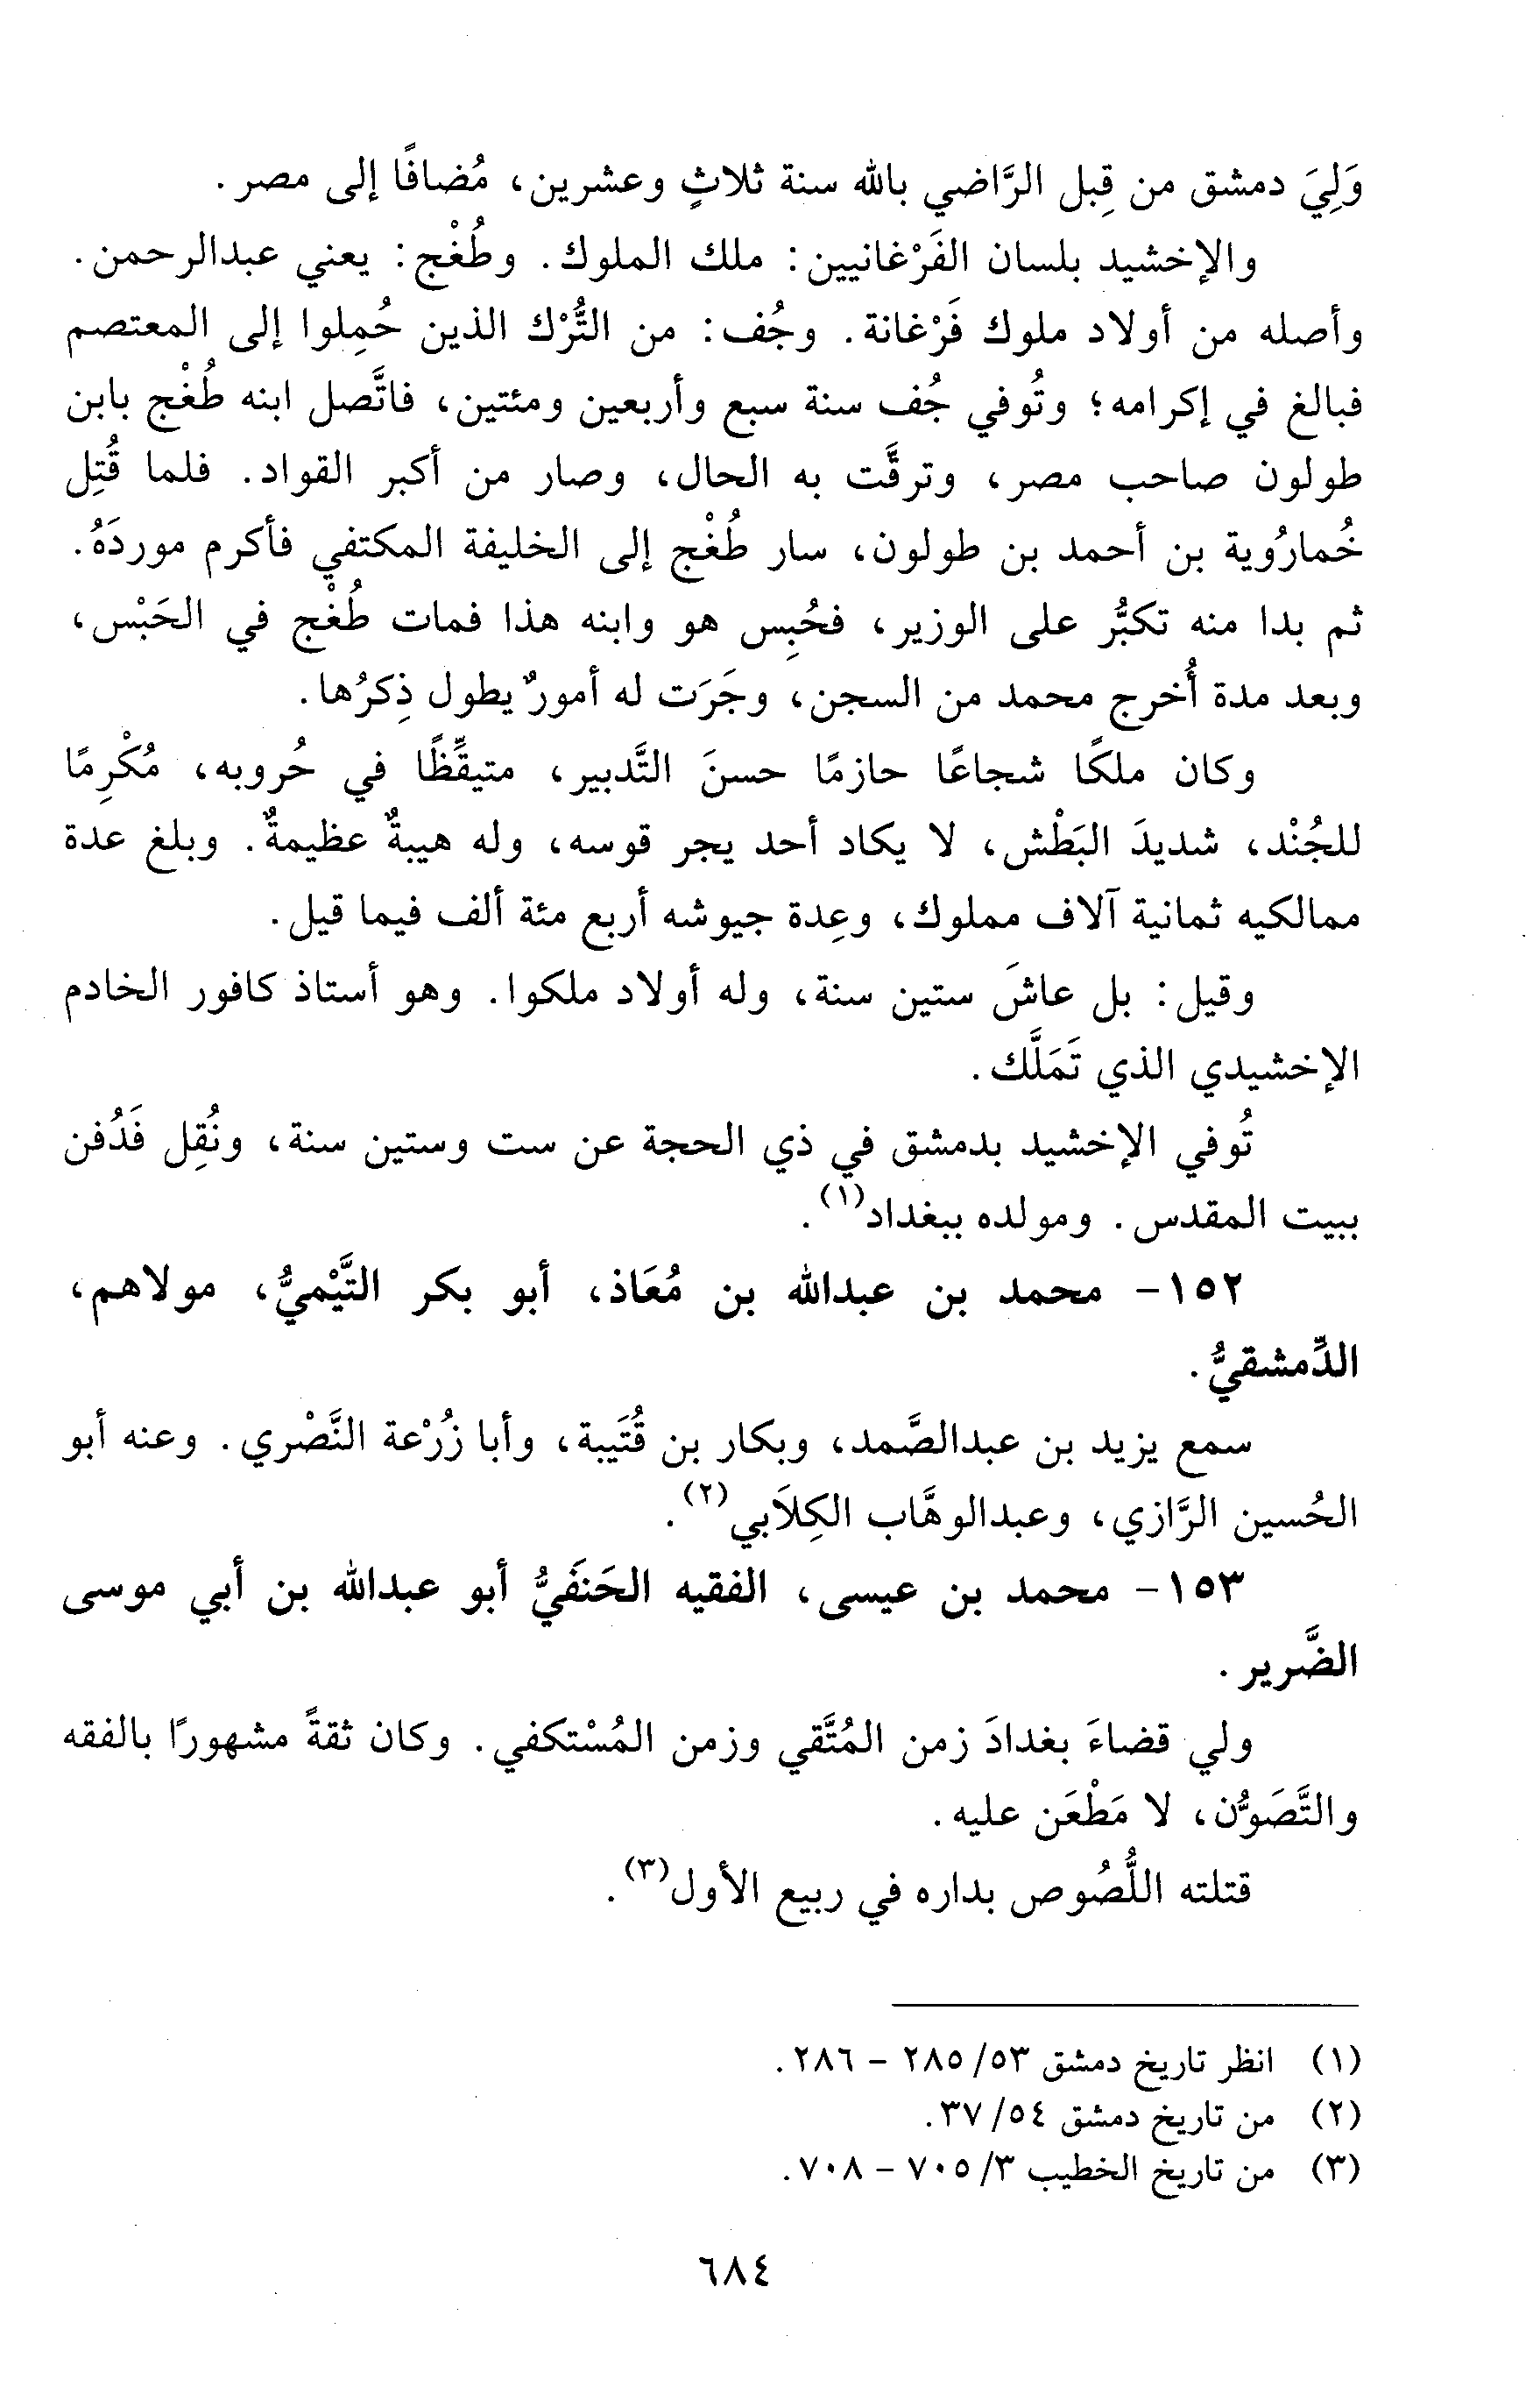 وَلِيَ دمشق من قِبل الرَّاضي بالله سنة ثلاثٍ وعشرين، مُضافًا إلى مصر.
والإخشيد بلسان الفَرْغانيين: ملك الملوك. وطُغْج: يعني عبدالرحمن.
وأصله من أولاد ملوك فَرْغانة. وجُف: من التُّرْك الذين حُمِلوا إلى المعتصم
فبالغ في إكرامه؛ وتُوفي جُف سنة سبع وأربعين ومئتين، فاتَّصل ابنه طُغْج بابن
طولون صاحب مصر، وترقَّت به الحال، وصار من أكبر القواد. فلما قُتِل
خُمارُوية بن أحمد بن طولون، سار طُغْج إلى الخليفة المكتفي فأكرم موردَهُ.
ثم بدا منه تكبُّر على الوزير، فحُبِس هو وابنه هذا فمات طُغْج في الحَبْس،
وبعد مدة أُخرج محمد من السجن، وجَرَت له أمورٌ يطول ذِكرُها.
وكان ملكًا شجاعًا حازمًا حسنَ التَّدبير، متيقِّظًا في حُروبه، مُكْرِمًا
للجُنْد، شديدَ البَطْش، لا يكاد أحد يجر قوسه، وله هيبةٌ عظيمةٌ. وبلغ عدة
ممالكيه ثمانية آلاف مملوك، وعِدة جيوشه أربع مئة ألف فيما قيل.
وقيل: بل عاشَ ستين سنة، وله أولاد ملكوا. وهو أستاذ كافور الخادم
الإخشيدي الذي تَمَلَّك.
تُوفي الإخشيد بدمشق في ذي الحجة عن ست وستين سنة، ونُقِل فَدُفن
ببيت المقدس. ومولده ببغداد(١).
١٥٢- محمد بن عبدالله بن مُعَاذ، أبو بكر التَّيْميُّ، مولاهم،
الدِّمشقيُّ.
سمع يزيد بن عبدالصَّمد، وبكار بن قُتَيبة، وأبا زُرْعة النَّصْري. وعنه أبو
الحُسين الرَّازي، وعبدالوهَّاب الكِلاَبي(٢).
١٥٣- محمد بن عيسى، الفقيه الحَنفَيُّ أبو عبدالله بن أبي موسى
الضَّرير.
ولي قضاءَ بغدادَ زمن المُتَّقي وزمن المُسْتكفي. وكان ثقةً مشهورًا بالفقه
والتَّصَوُّن، لا مَطْعَن عليه.
قتلته اللُّصُوص بداره في ربيع الأول(٣).
(١) انظر تاريخ دمشق ٥٣/ ٢٨٥ - ٢٨٦.
(٢) من تاريخ دمشق ٥٤/ ٣٧.
(٣) من تاريخ الخطيب ٣/ ٧٠٥ - ٧٠٨.
٦٨٤